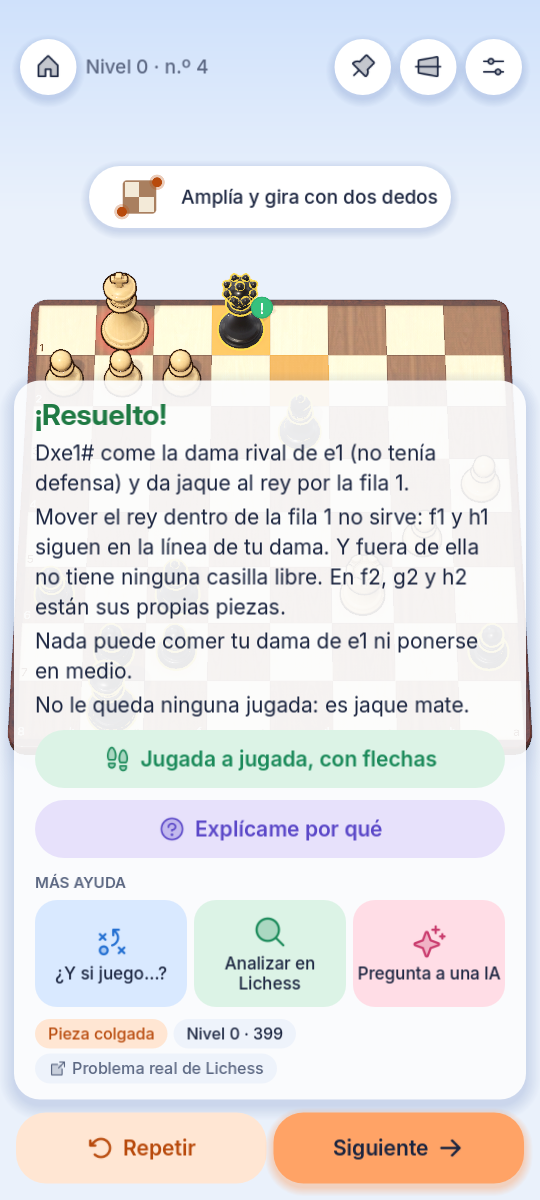 Nivel 0 · n.º 4
Amplía y gira con dos dedos
!
1
¡Resuelto!
Dxe1# come la dama rival de e1 (no tenía
defensa) y da jaque al rey por la fila 1.
Mover el rey dentro de la fila 1 no sirve: f1 y h1
siguen en la línea de tu dama. Y fuera de ella
no tiene ninguna casilla libre. En f2, g2 y h2
están sus propias piezas.
Nada puede comer tu dama de e1 ni ponerse
en medio.
No le queda ninguna jugada: es jaque mate.
Jugada a jugada, con flechas
Explícame por qué
MÁS AYUDA
¿Y si juego...?
Analizar en
Lichess
Pregunta a una IA
Pieza colgada
Nivel 0 · 399
Problema real de Lichess
Repetir
Siguiente